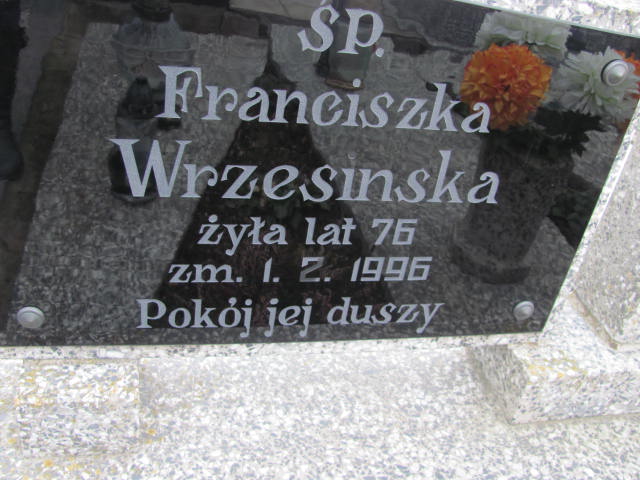 ŚP.
Franciszka
Wrzesinska
żyła lat 76
zm. 1. 2. 1996
Pokój jej duszy